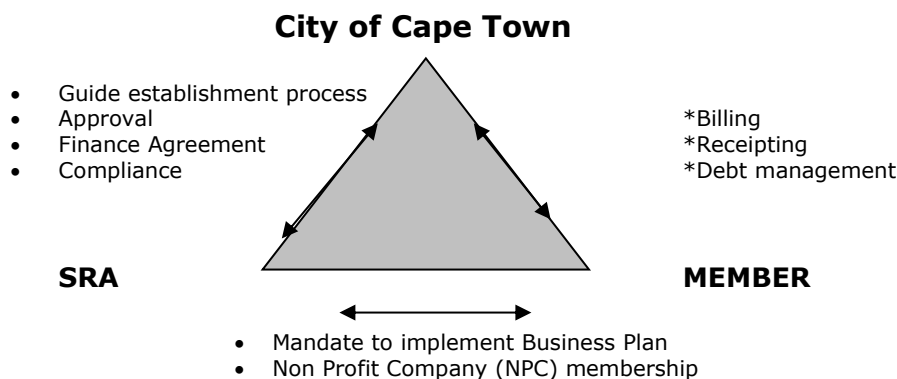 City of Cape Town
• Guide establishment process
• Approval
• Finance Agreement
• Compliance
*Billing
*Receipting
*Debt management
SRA
MEMBER
• Mandate to implement Business Plan
• Non Profit Company (NPC) membership